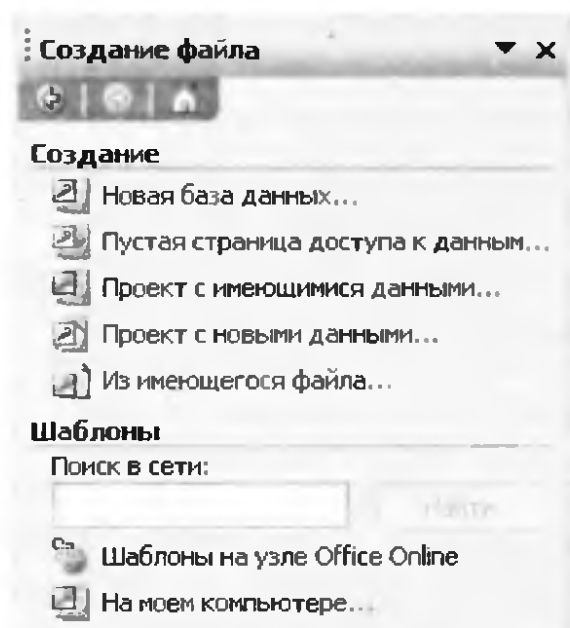 Создание файла
Создание
Новая база данных...
Пустая страница доступа к данным...
Проект с имеющимися данными...
Проект с новыми данными...
Из имеющегося файла...
Шаблоны
Поиск в сети:
Найти
Шаблоны на узле Office Online
На моем компьютере...